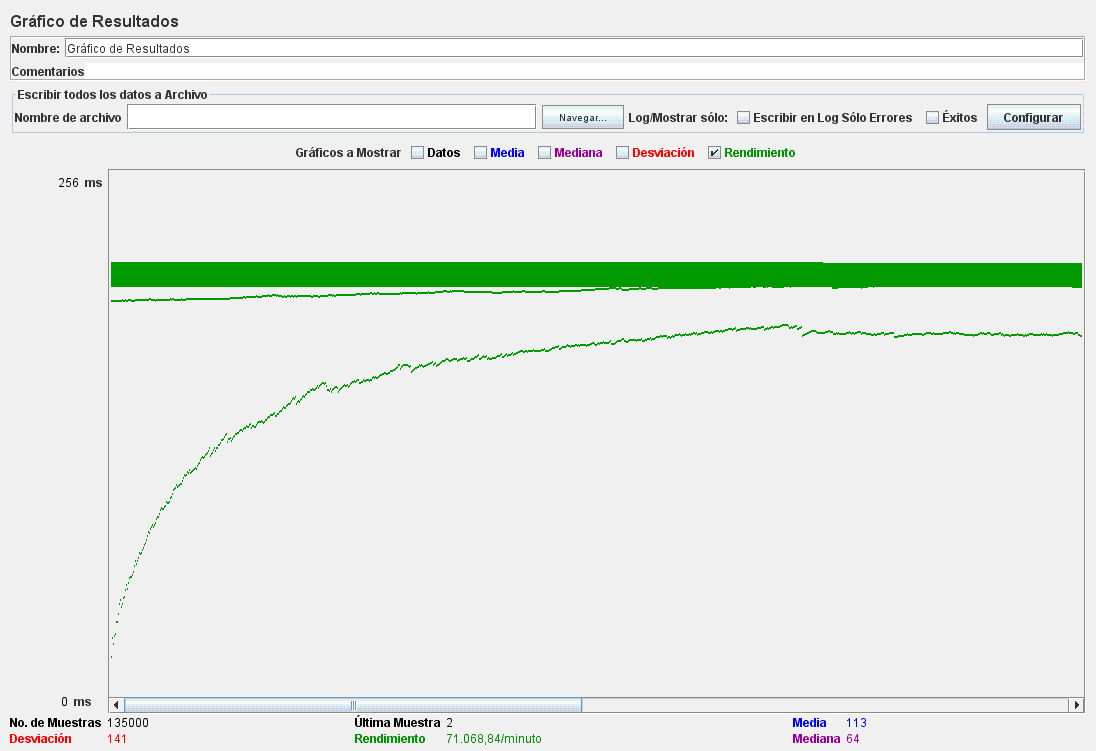 Gráfico de Resultados
Nombre: Gráfico de Resultados
Comentarios
Escribir todos los datos a Archivo
Nombre de archivo Navegar... Log/Mostrar sólo: Escribir en Log Sólo Errores Éxitos Configurar
Gráficos a Mostrar Datos Media Mediana Desviación Rendimiento
256 ms
0 ms
No. de Muestras 135000 Última Muestra 2 Media 113
Desviación 141 Rendimiento 71.068,84/minuto Mediana 64